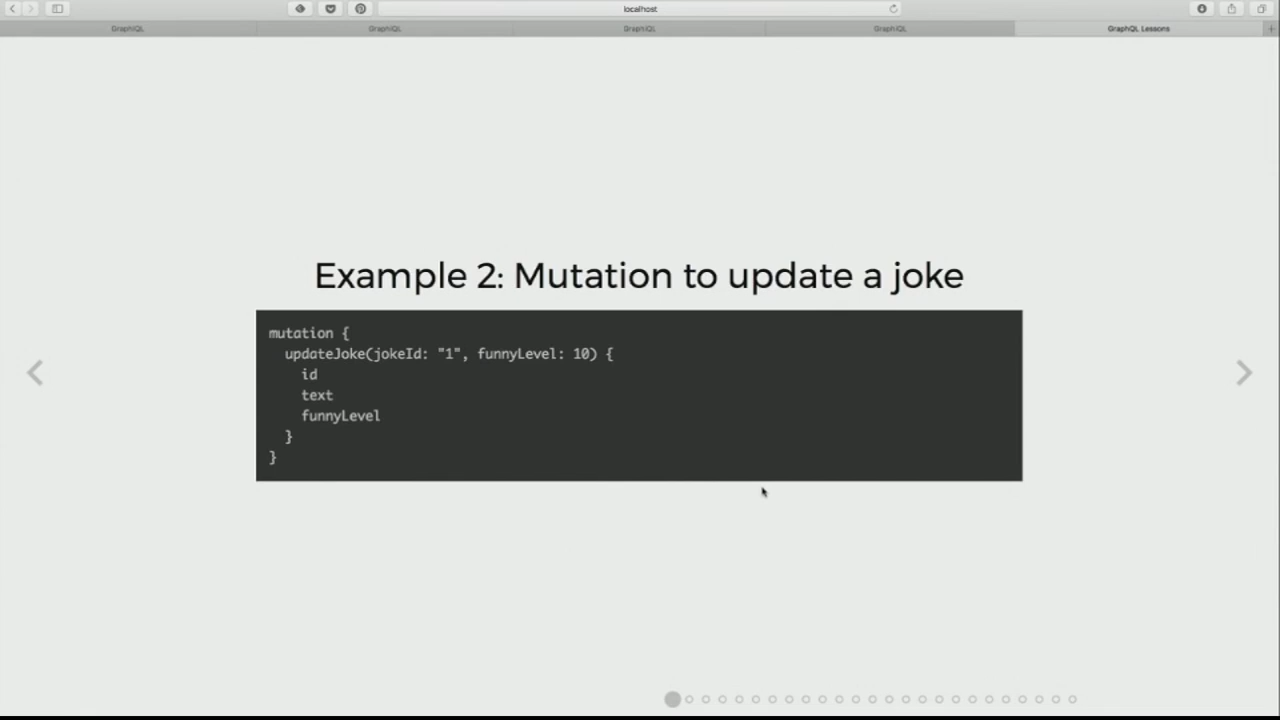 localhost
GraphiQL
GraphiQL
GraphiQL
GraphiQL
GraphQL Lessons
Example 2: Mutation to update a joke
mutation {
  updateJoke(jokeId: "1", funnyLevel: 10) {
    id
    text
    funnyLevel
  }
}